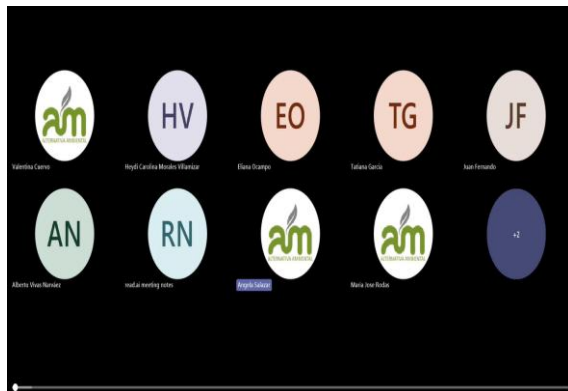 am
ALTERNATIVA AMBIENTAL
HV
EO
TG
JF
Valentina Cuervo
Heydi Carolina Morales Villamizar
Eliana Ocampo
Tatiana Garcia
Juan Fernando
AN
RN
am
ALTERNATIVA AMBIENTAL
am
ALTERNATIVA AMBIENTAL
+2
Alberto Vivas Narváez
read.ai meeting notes
Angela Salazar
Maria Jose Rodas